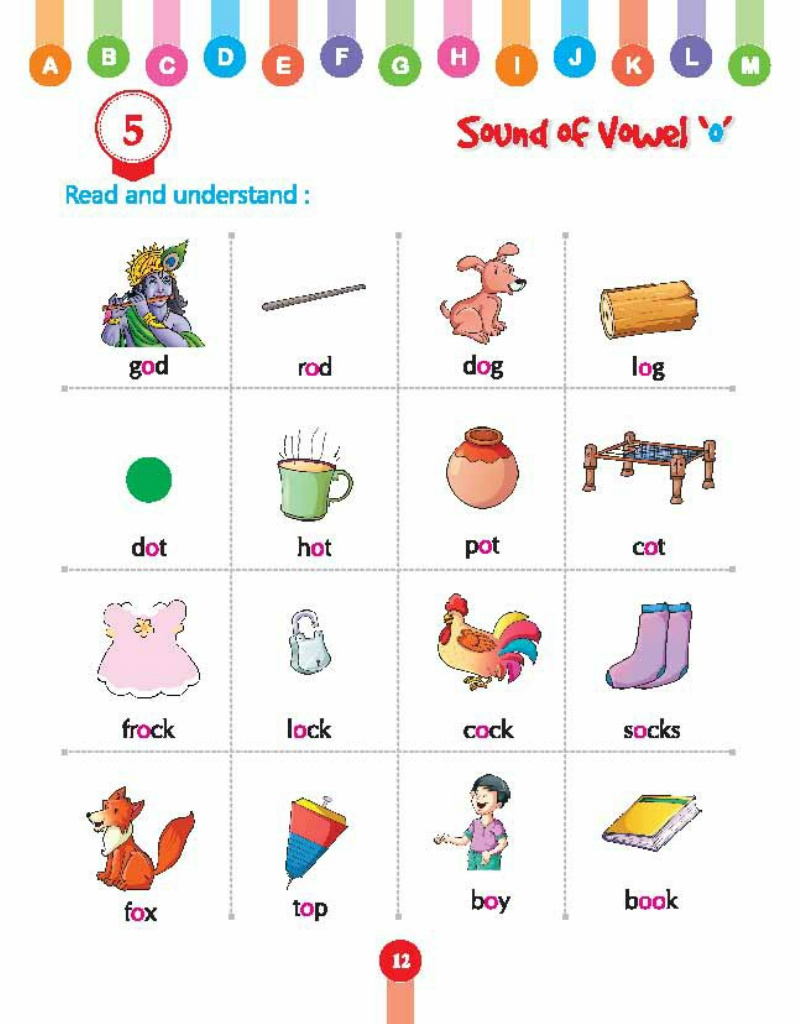 A B C D E F G H I J K L M
5
Sound of Vowel 'o'
Read and understand :
god rod dog log
dot hot pot cot
frock lock cock socks
fox top boy book
12